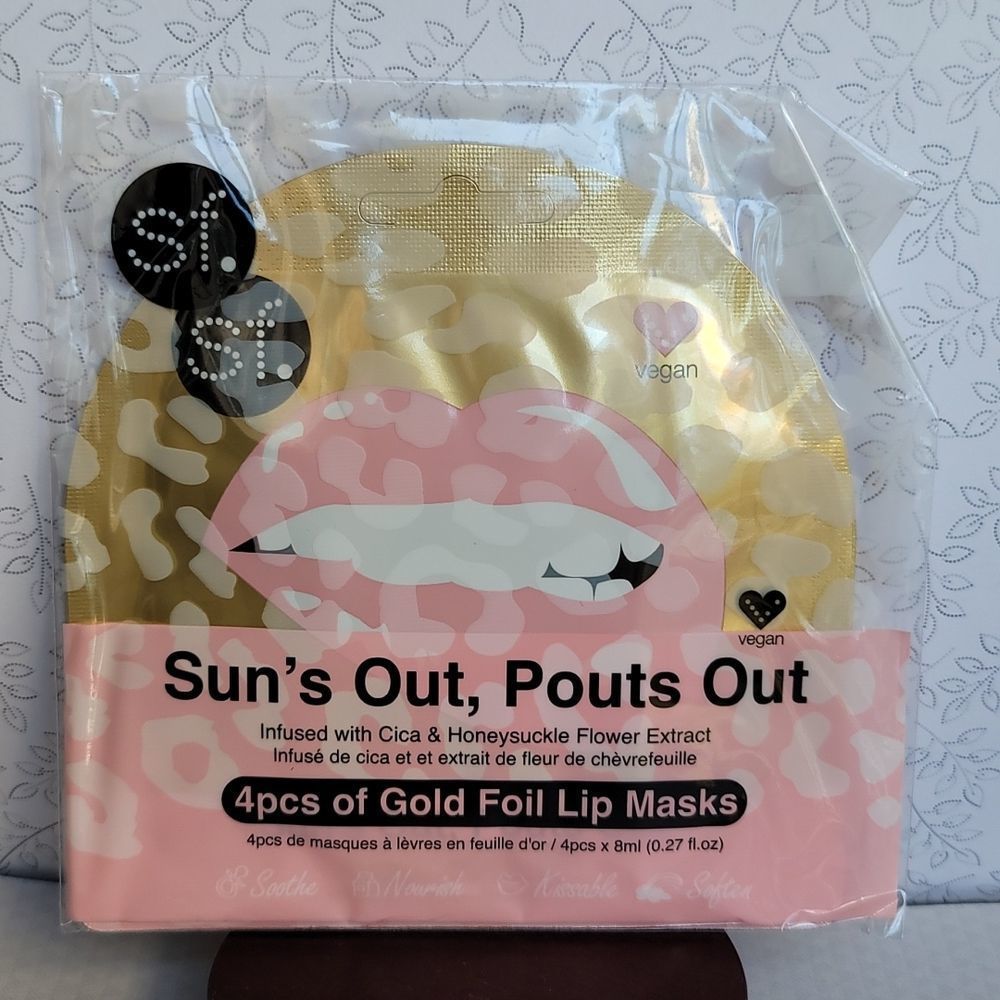 sf.
sf.
vegan
vegan
Sun's Out, Pouts Out
Infused with Cica & Honeysuckle Flower Extract
Infusé de cica et et extrait de fleur de chèvrefeuille
4pcs of Gold Foil Lip Masks
4pcs de masques à lèvres en feuille d'or / 4pcs x 8ml (0.27 fl.oz)
Soothe Nourish Kissable Soften